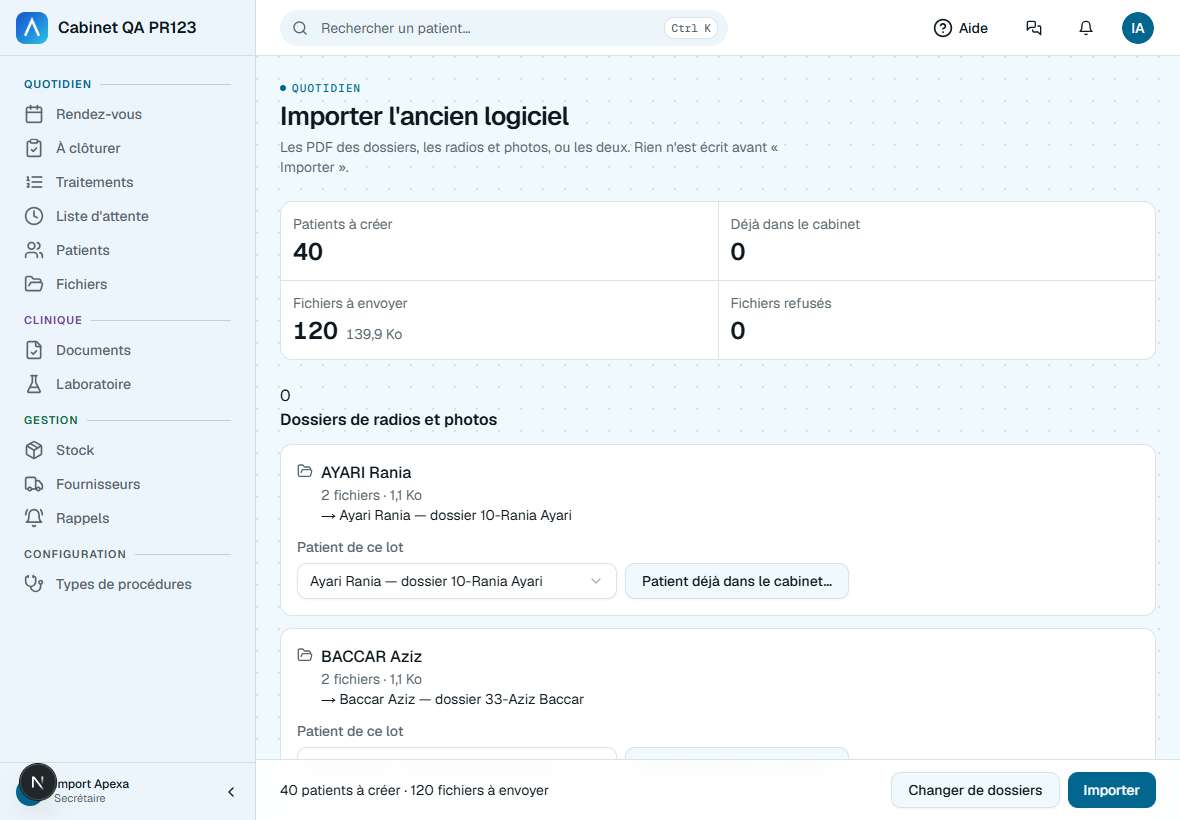 Cabinet QA PR123
Rechercher un patient...
Ctrl K
Aide
IA
QUOTIDIEN
Rendez-vous
À clôturer
Traitements
Liste d'attente
Patients
Fichiers
CLINIQUE
Documents
Laboratoire
GESTION
Stock
Fournisseurs
Rappels
CONFIGURATION
Types de procédures
N
Import Apexa
Secrétaire
QUOTIDIEN
Importer l'ancien logiciel
Les PDF des dossiers, les radios et photos, ou les deux. Rien n'est écrit avant «
Importer ».
Patients à créer
40
Déjà dans le cabinet
0
Fichiers à envoyer
120 139,9 Ko
Fichiers refusés
0
0
Dossiers de radios et photos
AYARI Rania
2 fichiers · 1,1 Ko
→ Ayari Rania — dossier 10-Rania Ayari
Patient de ce lot
Ayari Rania — dossier 10-Rania Ayari
Patient déjà dans le cabinet...
BACCAR Aziz
2 fichiers · 1,1 Ko
→ Baccar Aziz — dossier 33-Aziz Baccar
Patient de ce lot
40 patients à créer · 120 fichiers à envoyer
Changer de dossiers
Importer